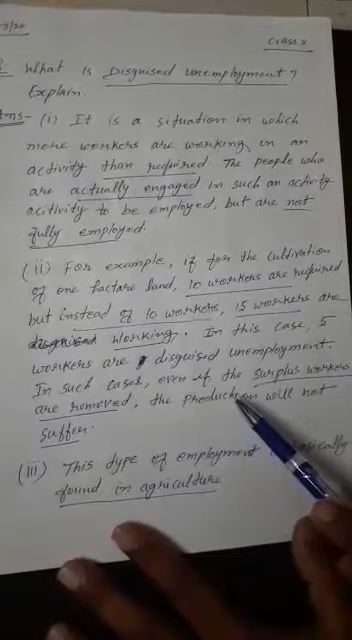 CLASS X
What is Disguised unemployment?
Explain.
Ans- (i) It is a situation in which
more workers are working in an
activity than required. The people who
are actually engaged in such an activity
acitivity to be employed, but are not
fully employed.
(ii) For example, if for the cultivation
of one hactare land, 10 workers are required
but instead of 10 workers, 15 workers are
working. In this case, 5
workers are disguised unemployment.
In such cases, even if the surplus workers
are removed, the production will not
suffer.
(iii) This type of employment
found in agriculture